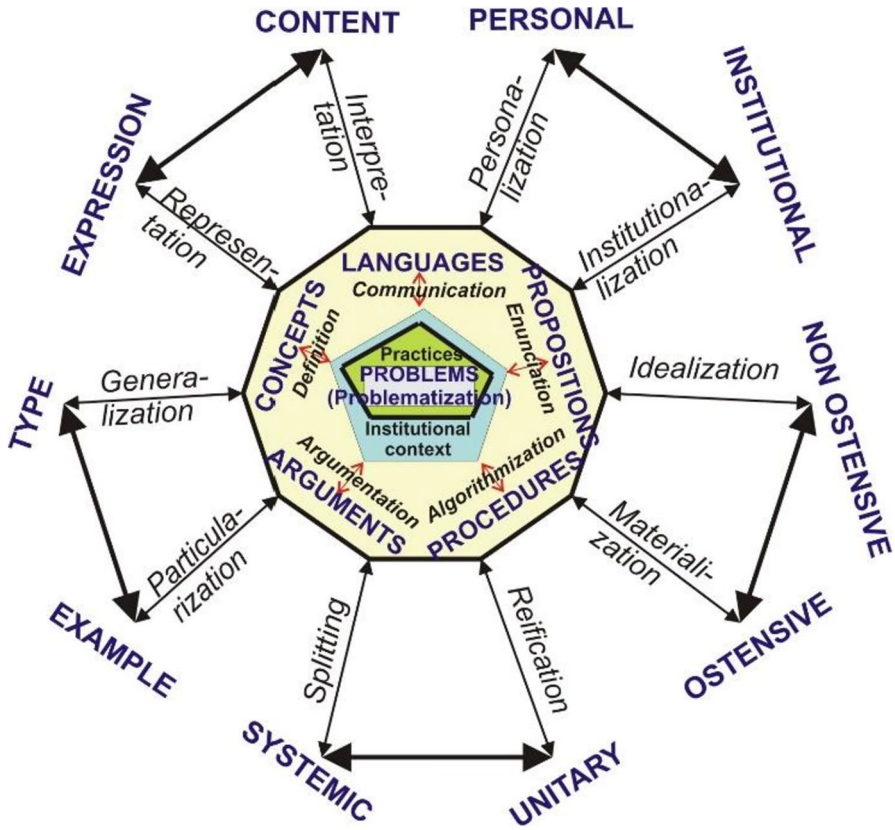 CONTENT
PERSONAL
INSTITUTIONAL
EXPRESSION
Interpre-
tation
Persona-
lization
Represen-
tation
Institutiona-
lization
LANGUAGES
Communication
CONCEPTS
Definition
PROPOSITIONS
Enunciation
Practices
PROBLEMS
(Problematization)
Institutional
context
ARGUMENTS
Argumentation
PROCEDURES
Algorithmization
TYPE
Genera-
lization
Idealization
NON OSTENSIVE
Particula-
rization
Materiali-
zation
EXAMPLE
OSTENSIVE
Splitting
Reification
SYSTEMIC
UNITARY